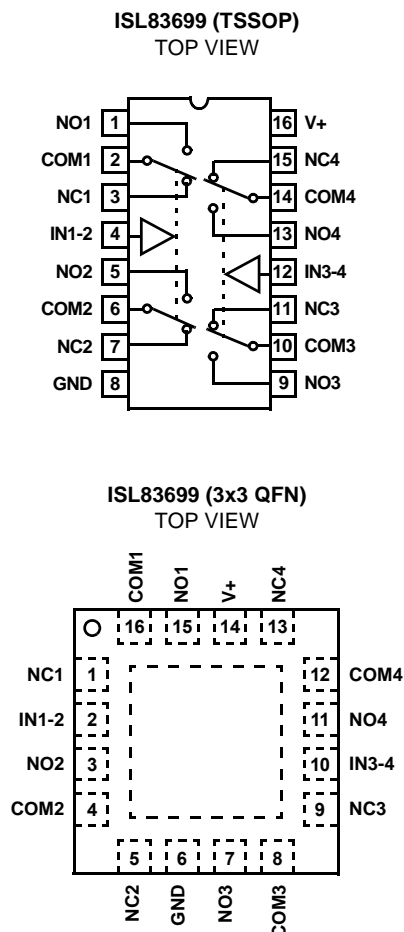 ISL83699 (TSSOP)
TOP VIEW
NO1 1 16 V+
COM1 2 15 NC4
NC1 3 14 COM4
IN1-2 4 13 NO4
NO2 5 12 IN3-4
COM2 6 11 NC3
NC2 7 10 COM3
GND 8 9 NO3
ISL83699 (3x3 QFN)
TOP VIEW
COM1 NO1 V+ NC4
16 15 14 13
NC1 1 12 COM4
IN1-2 2 11 NO4
NO2 3 10 IN3-4
COM2 4 9 NC3
5 6 7 8
NC2 GND NO3 COM3